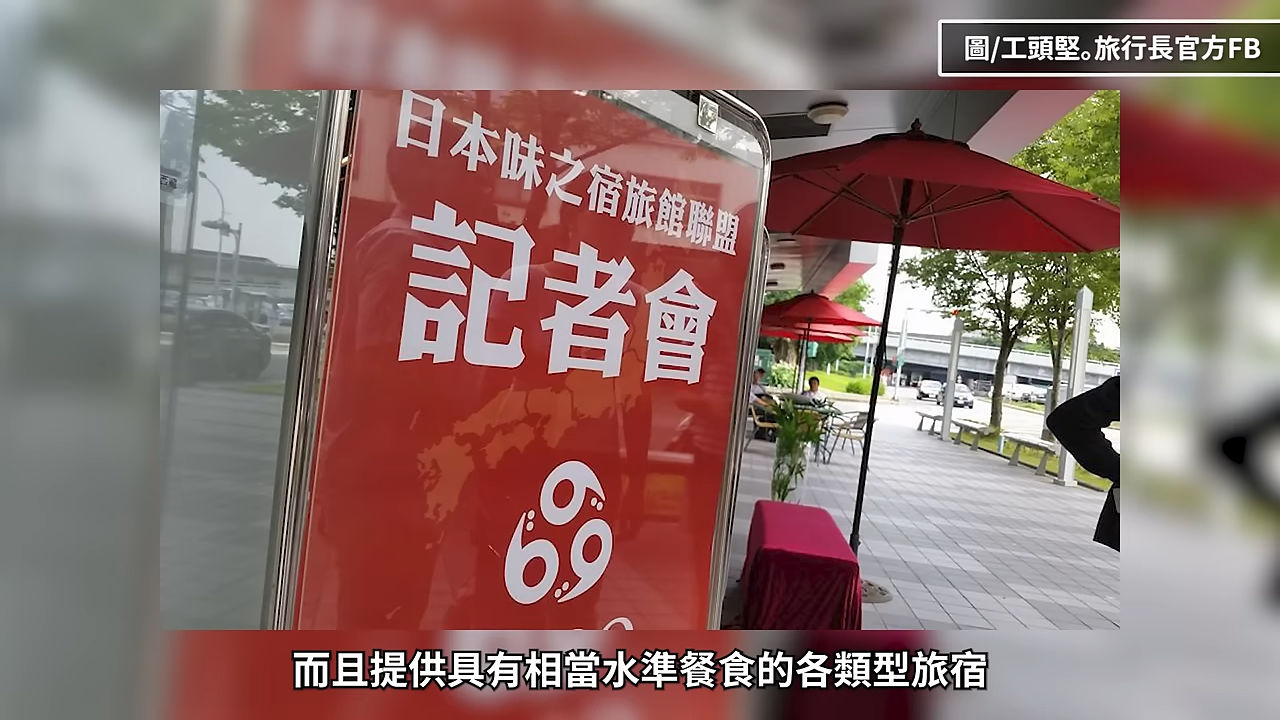 圖/工頭堅。旅行長官方FB
日本味之宿旅館聯盟
記者會
而且提供具有相當水準餐食的各類型旅宿